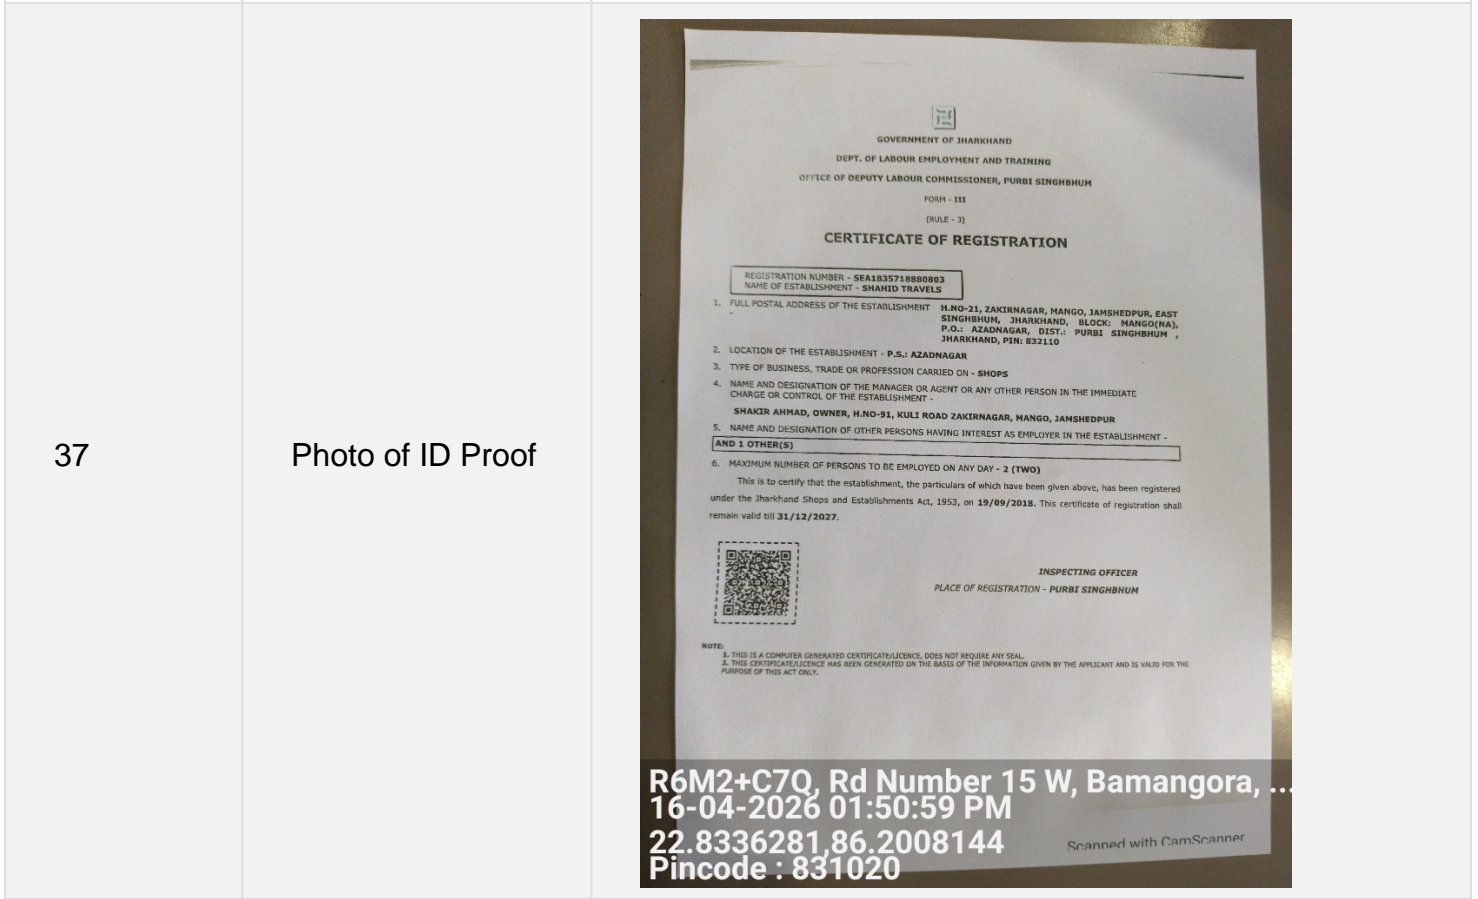 37
Photo of ID Proof
GOVERNMENT OF JHARKHAND
DEPT. OF LABOUR EMPLOYMENT AND TRAINING
OFFICE OF DEPUTY LABOUR COMMISSIONER, PURBI SINGHBHUM
FORM - III
(RULE - 3)
CERTIFICATE OF REGISTRATION
REGISTRATION NUMBER - SEA1835718880803
NAME OF ESTABLISHMENT - SHAHID TRAVELS
1. FULL POSTAL ADDRESS OF THE ESTABLISHMENT
-
H.NO-21, ZAKIRNAGAR, MANGO, JAMSHEDPUR, EAST
SINGHBHUM, JHARKHAND, BLOCK: MANGO(NA),
P.O.: AZADNAGAR, DIST.: PURBI SINGHBHUM ,
JHARKHAND, PIN: 832110
2. LOCATION OF THE ESTABLISHMENT - P.S.: AZADNAGAR
3. TYPE OF BUSINESS, TRADE OR PROFESSION CARRIED ON - SHOPS
4. NAME AND DESIGNATION OF THE MANAGER OR AGENT OR ANY OTHER PERSON IN THE IMMEDIATE
CHARGE OR CONTROL OF THE ESTABLISHMENT -
SHAKIR AHMAD, OWNER, H.NO-91, KULI ROAD ZAKIRNAGAR, MANGO, JAMSHEDPUR
5. NAME AND DESIGNATION OF OTHER PERSONS HAVING INTEREST AS EMPLOYER IN THE ESTABLISHMENT -
AND 1 OTHER(S)
6. MAXIMUM NUMBER OF PERSONS TO BE EMPLOYED ON ANY DAY - 2 (TWO)
This is to certify that the establishment, the particulars of which have been given above, has been registered
under the Jharkhand Shops and Establishments Act, 1953, on 19/09/2018. This certificate of registration shall
remain valid till 31/12/2027.
INSPECTING OFFICER
PLACE OF REGISTRATION - PURBI SINGHBHUM
NOTE:
1. THIS IS A COMPUTER GENERATED CERTIFICATE/LICENCE, DOES NOT REQUIRE ANY SEAL.
2. THIS CERTIFICATE/LICENCE HAS BEEN GENERATED ON THE BASIS OF THE INFORMATION GIVEN BY THE APPLICANT AND IS VALID FOR THE
PURPOSE OF THIS ACT ONLY.
R6M2+C7Q, Rd Number 15 W, Bamangora, ...
16-04-2026 01:50:59 PM
22.8336281,86.2008144
Pincode : 831020
Scanned with CamScanner